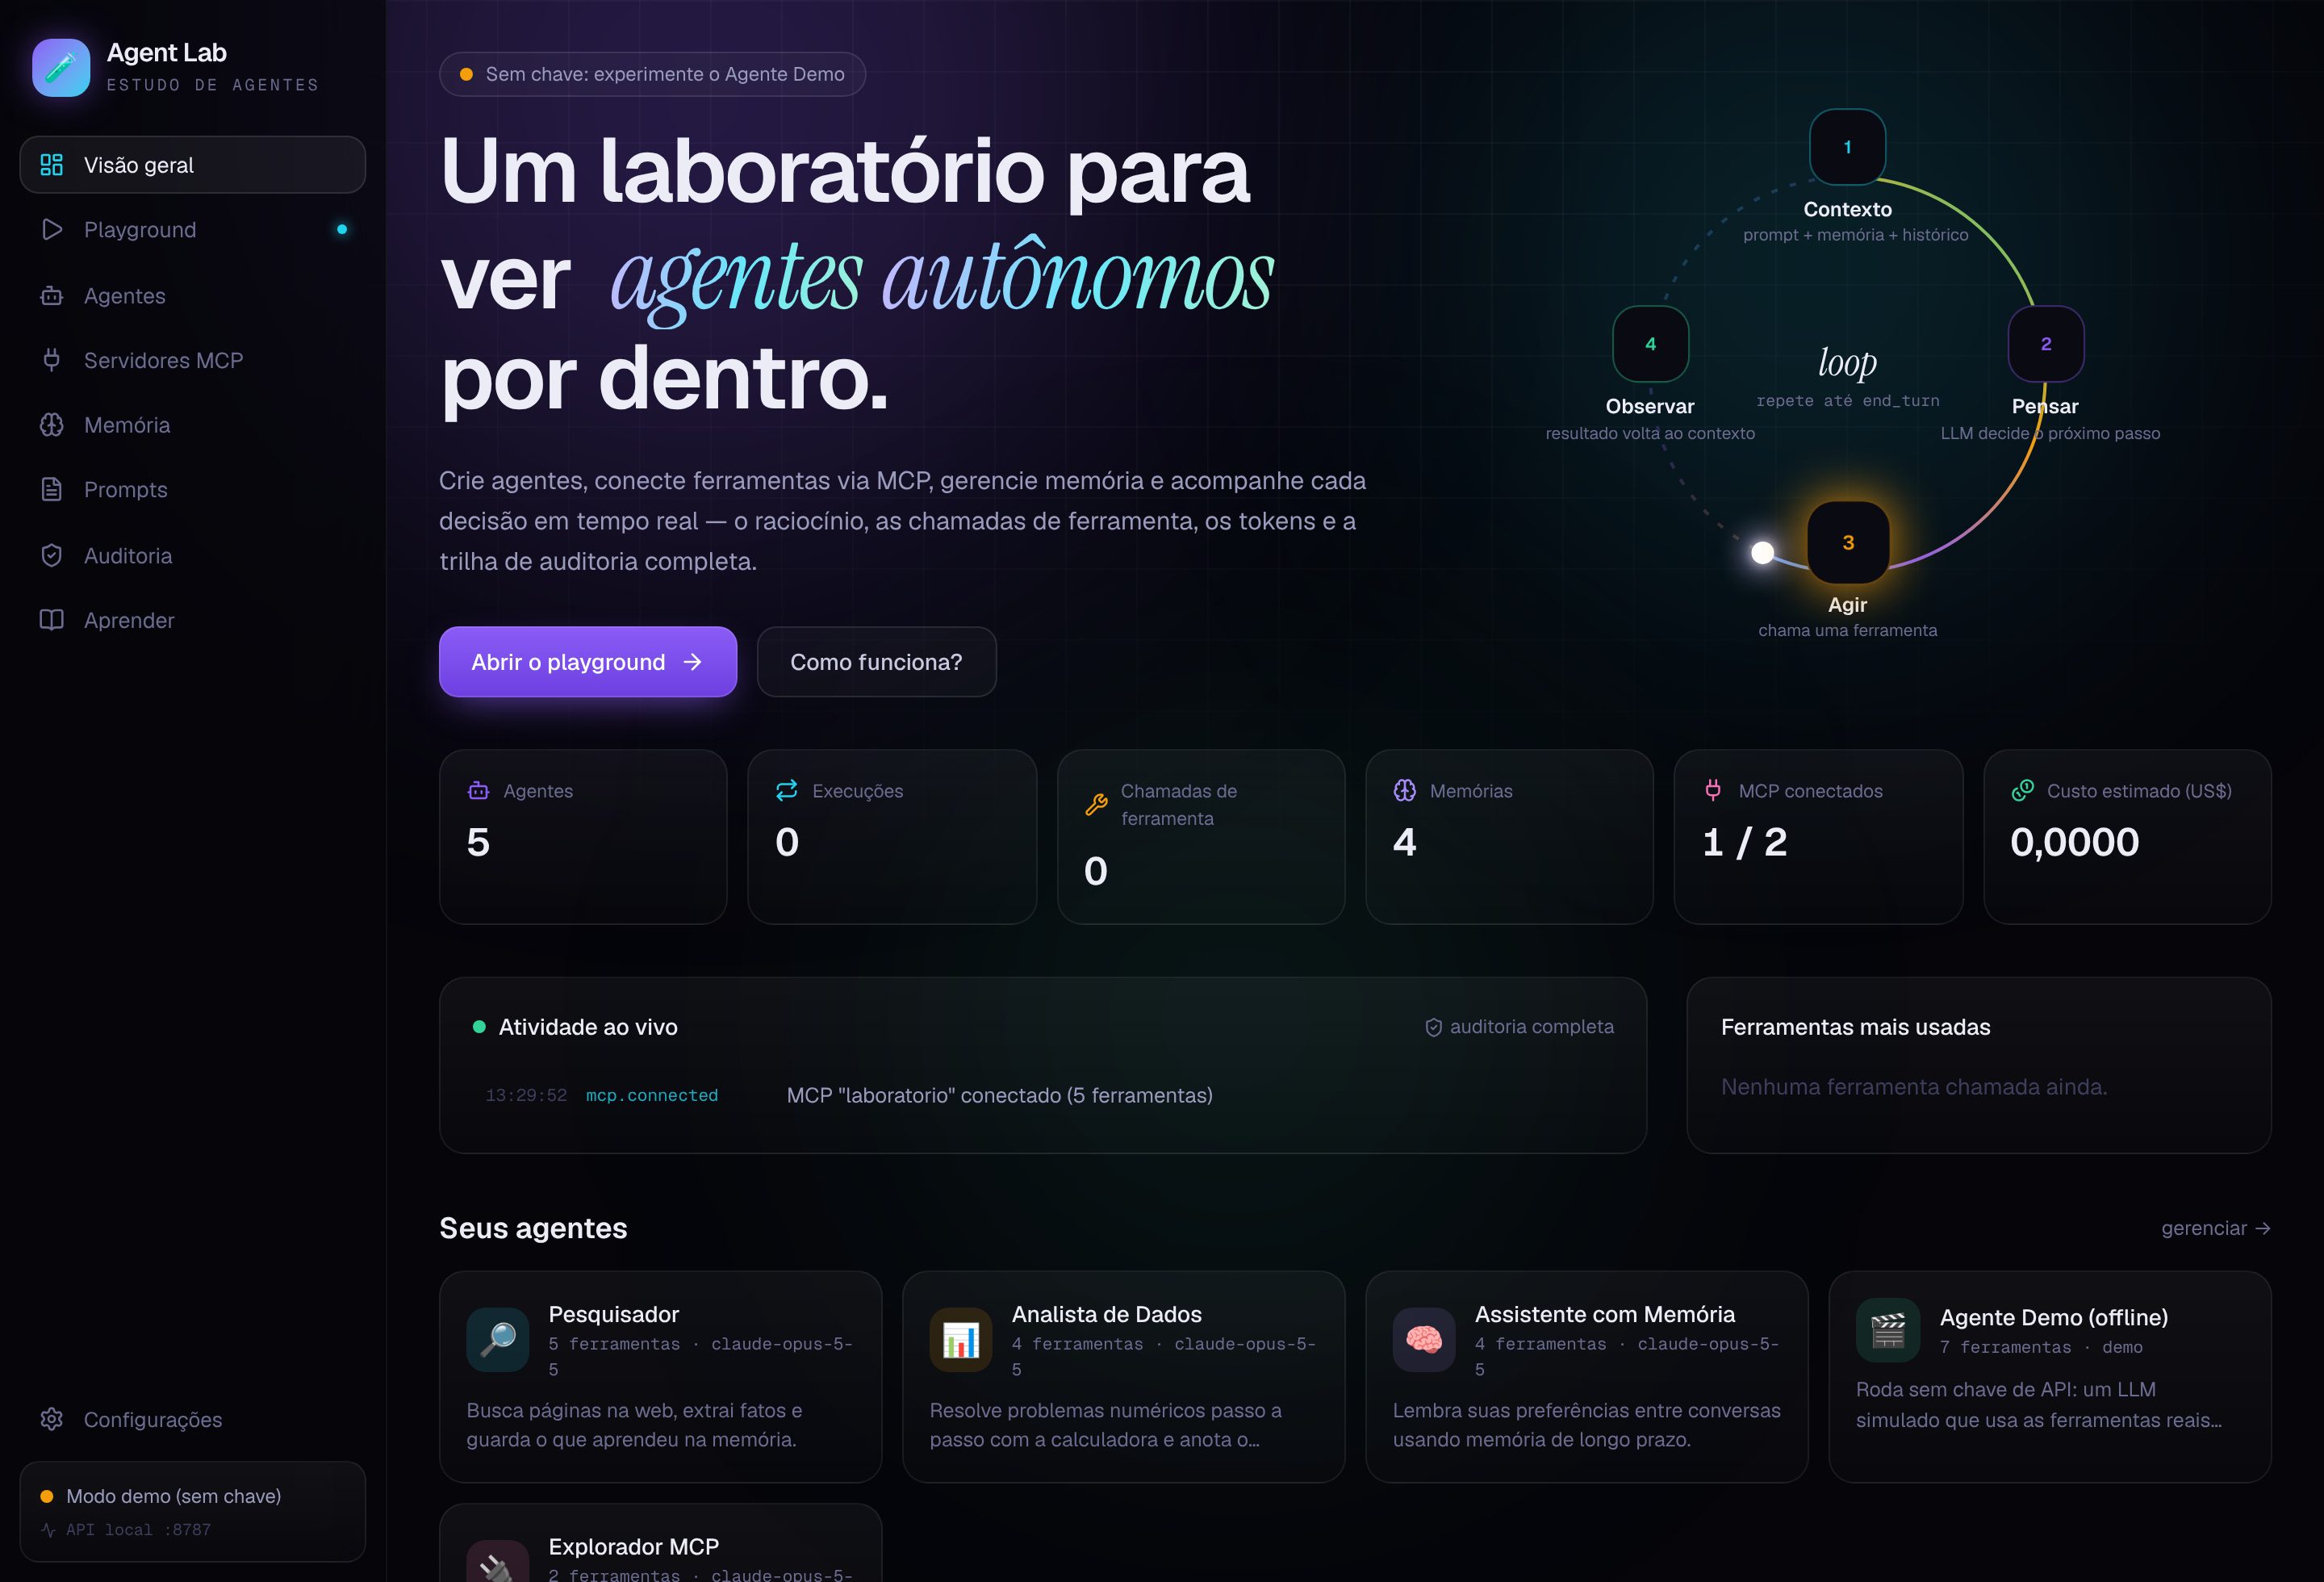 Agent Lab
ESTUDO DE AGENTES
Visão geral
Playground
Agentes
Servidores MCP
Memória
Prompts
Auditoria
Aprender
Configurações
Modo demo (sem chave)
API local :8787
Sem chave: experimente o Agente Demo
Um laboratório para
ver agentes autônomos
por dentro.
Crie agentes, conecte ferramentas via MCP, gerencie memória e acompanhe cada
decisão em tempo real — o raciocínio, as chamadas de ferramenta, os tokens e a
trilha de auditoria completa.
Abrir o playground →
Como funciona?
1
Contexto
prompt + memória + histórico
2
Pensar
LLM decide o próximo passo
3
Agir
chama uma ferramenta
4
Observar
resultado volta ao contexto
loop
repete até end_turn
Agentes
5
Execuções
0
Chamadas de
ferramenta
0
Memórias
4
MCP conectados
1 / 2
Custo estimado (US$)
0,0000
Atividade ao vivo
auditoria completa
13:29:52 mcp.connected MCP "laboratorio" conectado (5 ferramentas)
Ferramentas mais usadas
Nenhuma ferramenta chamada ainda.
Seus agentes
gerenciar →
Pesquisador
5 ferramentas · claude-opus-5-
5
Busca páginas na web, extrai fatos e
guarda o que aprendeu na memória.
Analista de Dados
4 ferramentas · claude-opus-5-
5
Resolve problemas numéricos passo a
passo com a calculadora e anota o…
Assistente com Memória
4 ferramentas · claude-opus-5-
5
Lembra suas preferências entre conversas
usando memória de longo prazo.
Agente Demo (offline)
7 ferramentas · demo
Roda sem chave de API: um LLM
simulado que usa as ferramentas reais…
Explorador MCP
2 ferramentas · claude-opus-5-